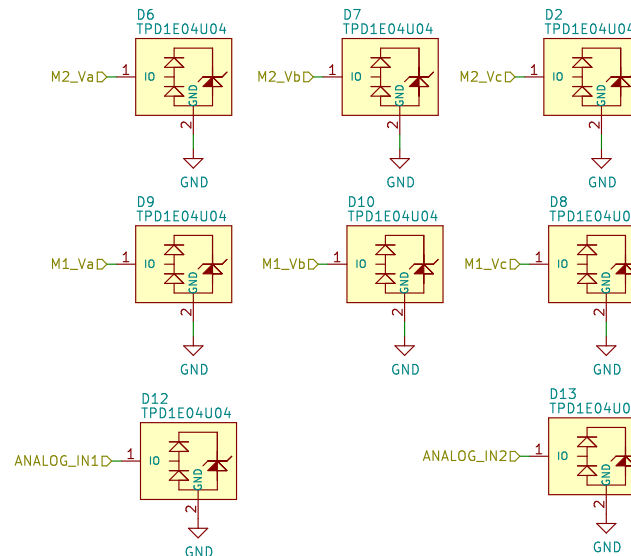 D6
TPD1E04U04
M2_Va
1
IO
GND
2
GND
D7
TPD1E04U04
M2_Vb
1
IO
GND
2
GND
D2
TPD1E04U04
M2_Vc
1
IO
GND
2
GND
D9
TPD1E04U04
M1_Va
1
IO
GND
2
GND
D10
TPD1E04U04
M1_Vb
1
IO
GND
2
GND
D8
TPD1E04U0
M1_Vc
1
IO
GND
2
GND
D12
TPD1E04U04
ANALOG_IN1
1
IO
GND
2
GND
D13
TPD1E04U0
ANALOG_IN2
1
IO
GND
2
GND